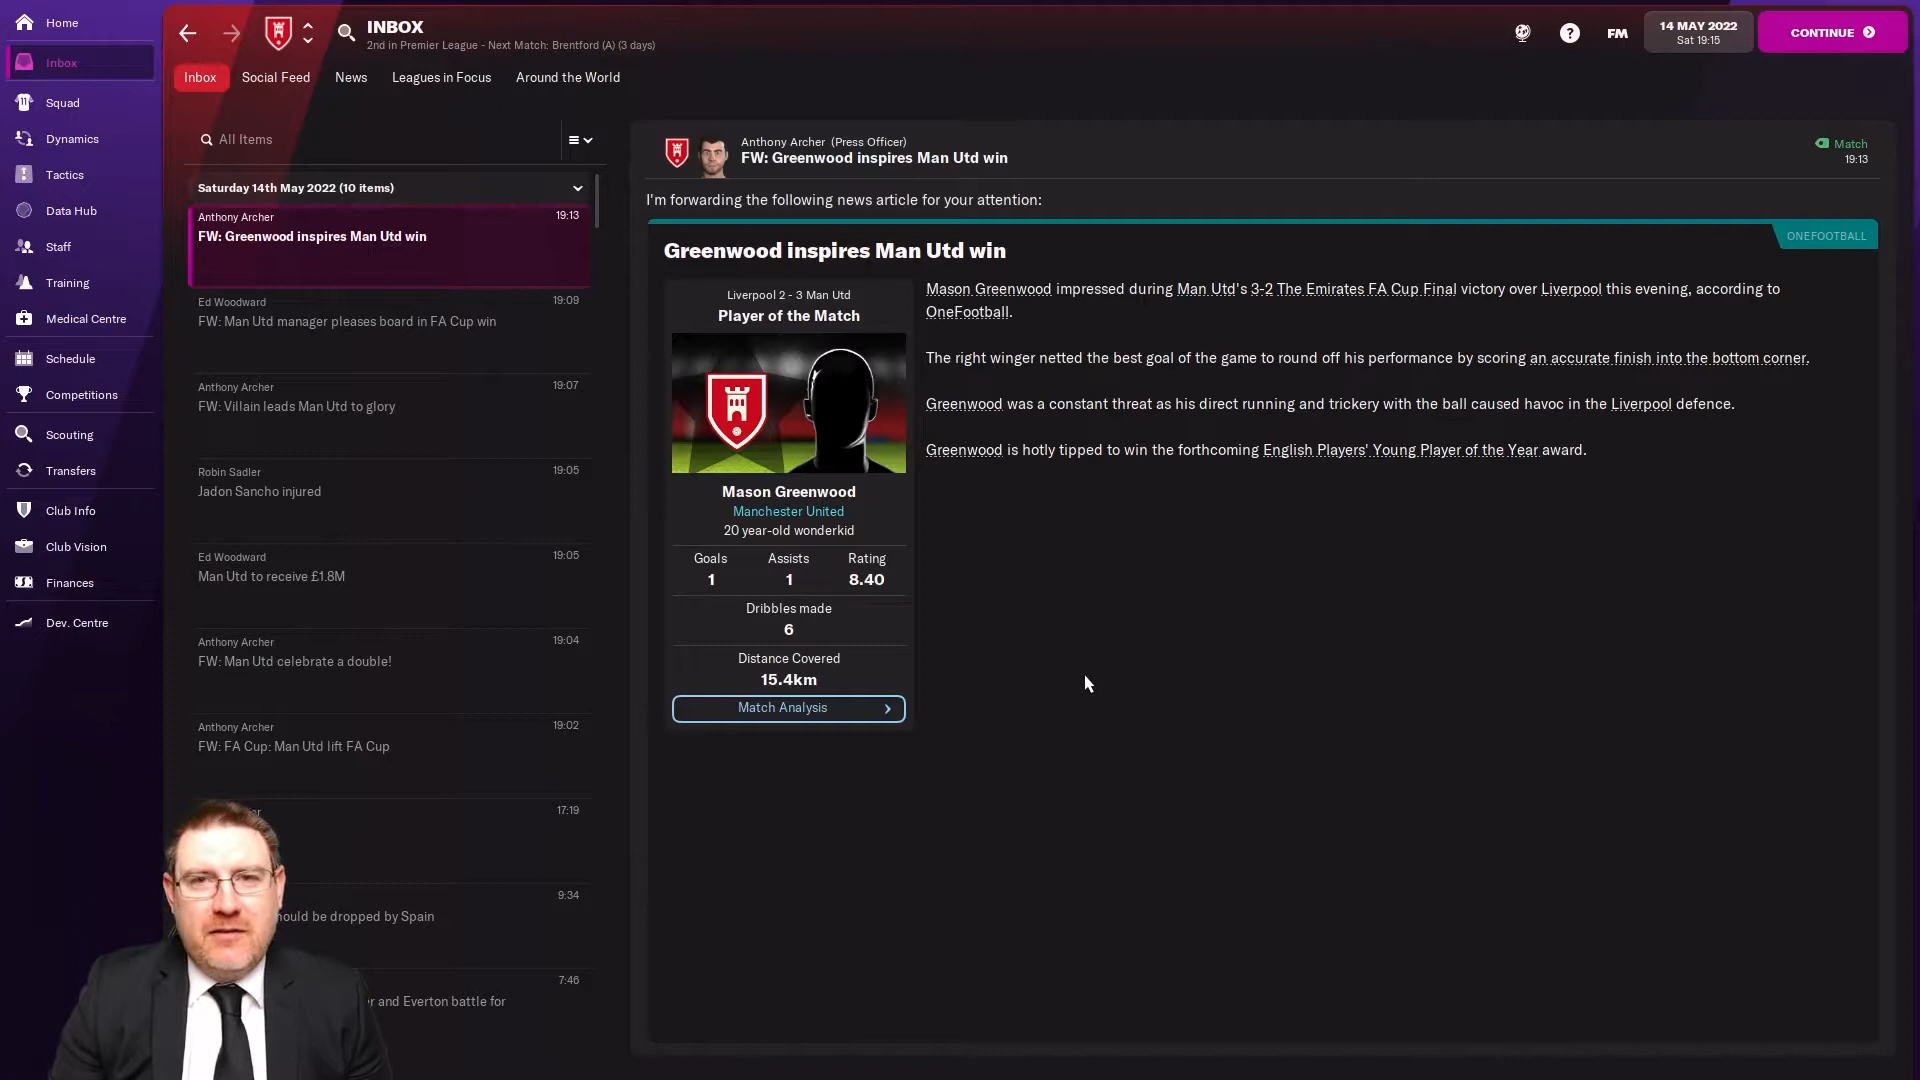 Home
Inbox
Squad
Dynamics
Tactics
Data Hub
Staff
Training
Medical Centre
Schedule
Competitions
Scouting
Transfers
Club Info
Club Vision
Finances
Dev. Centre
INBOX
2nd in Premier League - Next Match: Brentford (A) (3 days)
?
FM
14 MAY 2022
Sat 19:15
CONTINUE
Inbox
Social Feed
News
Leagues in Focus
Around the World
All Items
Saturday 14th May 2022 (10 items)
Anthony Archer
19:13
FW: Greenwood inspires Man Utd win
Ed Woodward
19:09
FW: Man Utd manager pleases board in FA Cup win
Anthony Archer
19:07
FW: Villain leads Man Utd to glory
Robin Sadler
19:05
Jadon Sancho injured
Ed Woodward
19:05
Man Utd to receive £1.8M
Anthony Archer
19:04
FW: Man Utd celebrate a double!
Anthony Archer
19:02
FW: FA Cup: Man Utd lift FA Cup
17:19
9:34
hould be dropped by Spain
7:46
r and Everton battle for
Anthony Archer (Press Officer)
FW: Greenwood inspires Man Utd win
Match
19:13
I'm forwarding the following news article for your attention:
ONEFOOTBALL
Greenwood inspires Man Utd win
Liverpool 2 - 3 Man Utd
Player of the Match
Mason Greenwood
Manchester United
20 year-old wonderkid
Goals Assists Rating
1 1 8.40
Dribbles made
6
Distance Covered
15.4km
Match Analysis
Mason Greenwood impressed during Man Utd's 3-2 The Emirates FA Cup Final victory over Liverpool this evening, according to
OneFootball.
The right winger netted the best goal of the game to round off his performance by scoring an accurate finish into the bottom corner.
Greenwood was a constant threat as his direct running and trickery with the ball caused havoc in the Liverpool defence.
Greenwood is hotly tipped to win the forthcoming English Players' Young Player of the Year award.